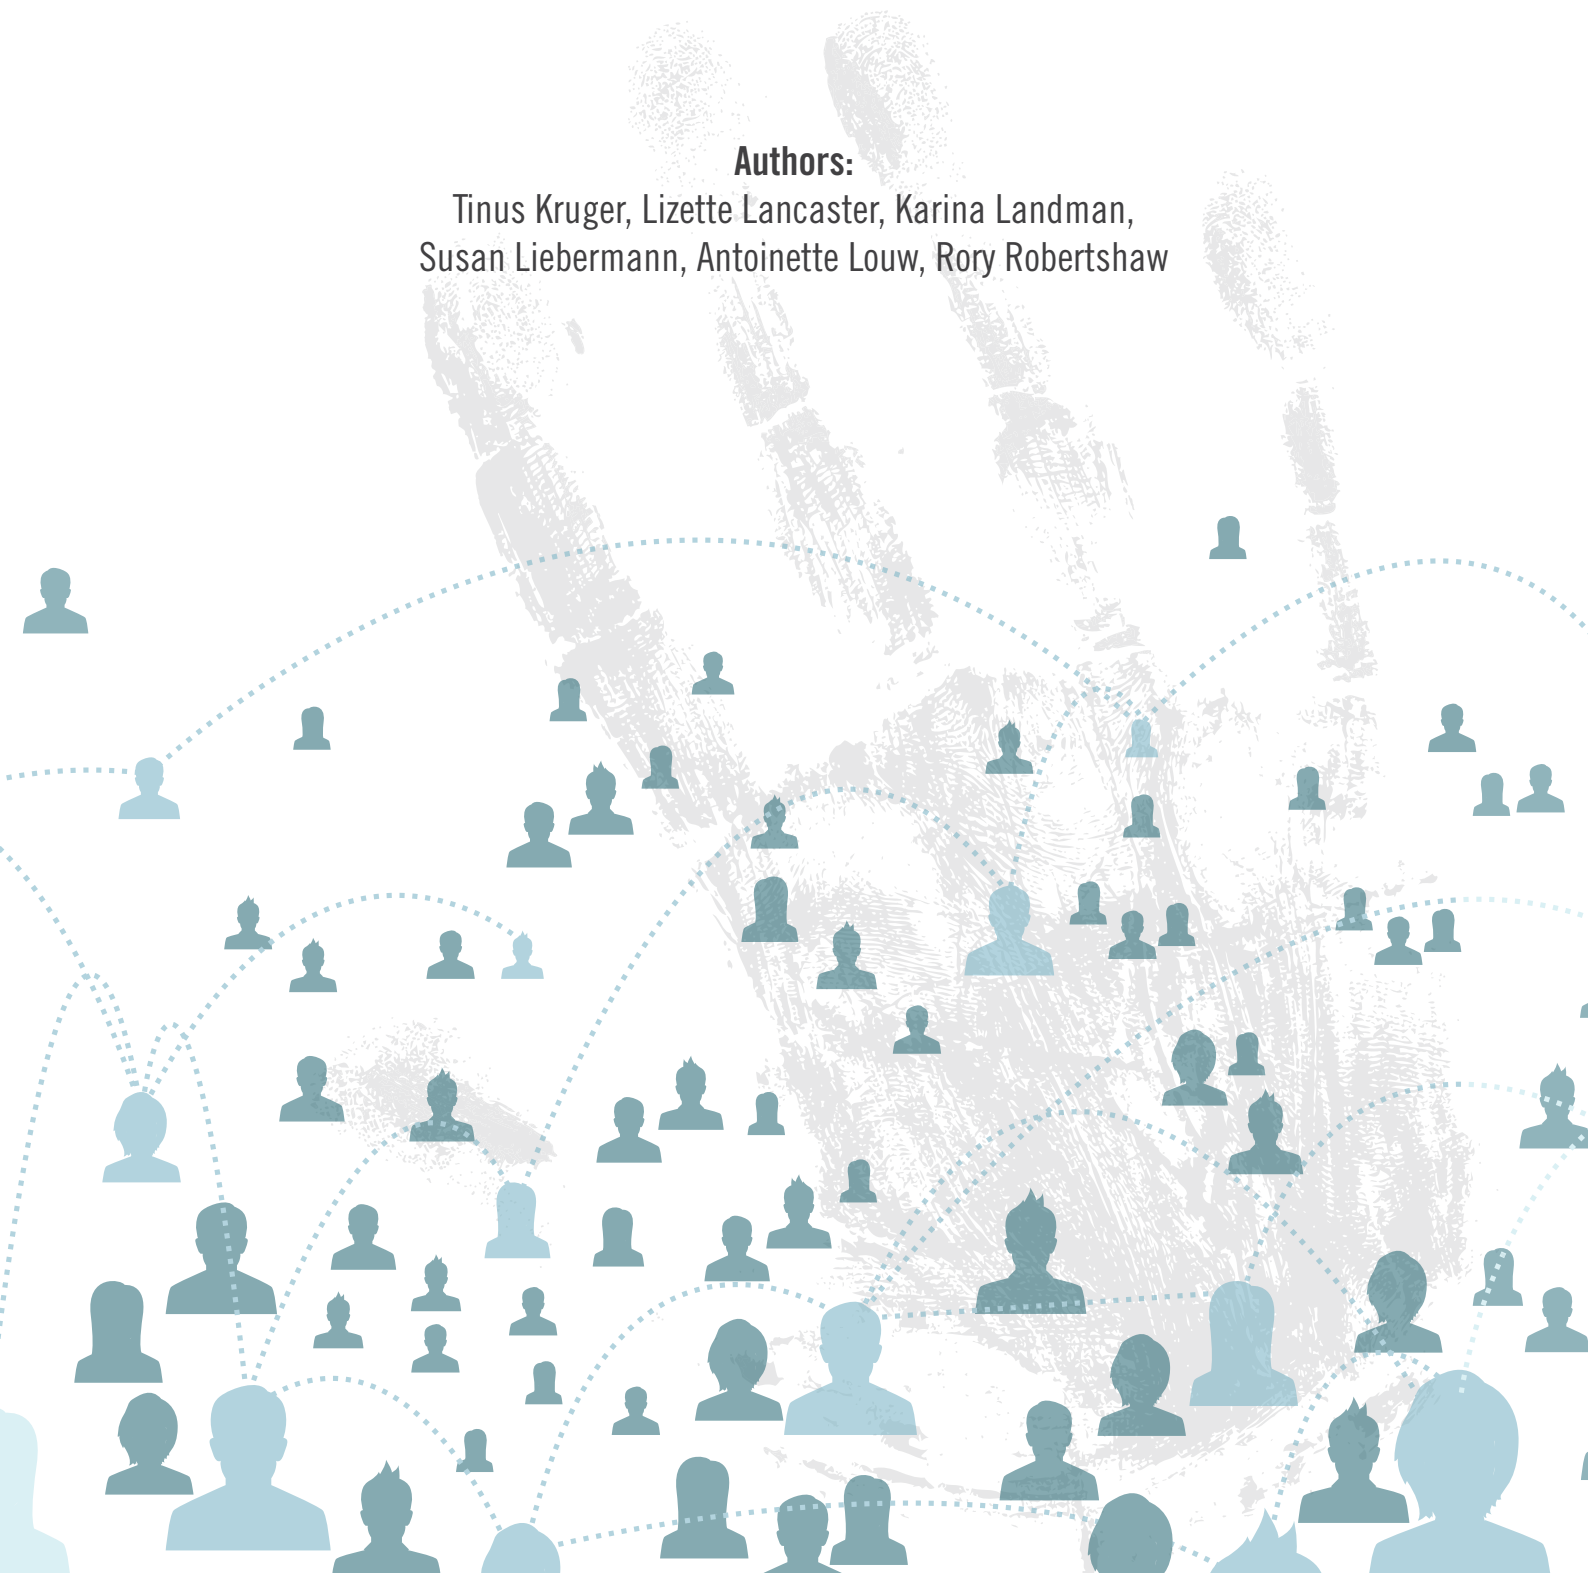 Authors:
Tinus Kruger, Lizette Lancaster, Karina Landman,
Susan Liebermann, Antoinette Louw, Rory Robertshaw